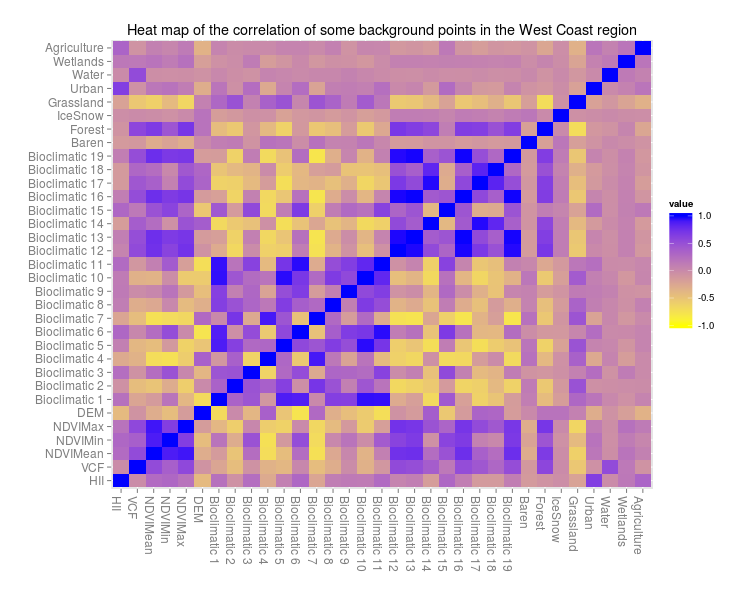 Heat map of the correlation of some background points in the West Coast region
Agriculture
Wetlands
Water
Urban
Grassland
IceSnow
Forest
Baren
Bioclimatic 19
Bioclimatic 18
Bioclimatic 17
Bioclimatic 16
Bioclimatic 15
Bioclimatic 14
Bioclimatic 13
Bioclimatic 12
Bioclimatic 11
Bioclimatic 10
Bioclimatic 9
Bioclimatic 8
Bioclimatic 7
Bioclimatic 6
Bioclimatic 5
Bioclimatic 4
Bioclimatic 3
Bioclimatic 2
Bioclimatic 1
DEM
NDVIMax
NDVIMin
NDVIMean
VCF
HII
value
1.0
0.5
0.0
-0.5
-1.0
HII
VCF
NDVIMean
NDVIMin
NDVIMax
DEM
Bioclimatic 1
Bioclimatic 2
Bioclimatic 3
Bioclimatic 4
Bioclimatic 5
Bioclimatic 6
Bioclimatic 7
Bioclimatic 8
Bioclimatic 9
Bioclimatic 10
Bioclimatic 11
Bioclimatic 12
Bioclimatic 13
Bioclimatic 14
Bioclimatic 15
Bioclimatic 16
Bioclimatic 17
Bioclimatic 18
Bioclimatic 19
Baren
Forest
IceSnow
Grassland
Urban
Water
Wetlands
Agriculture